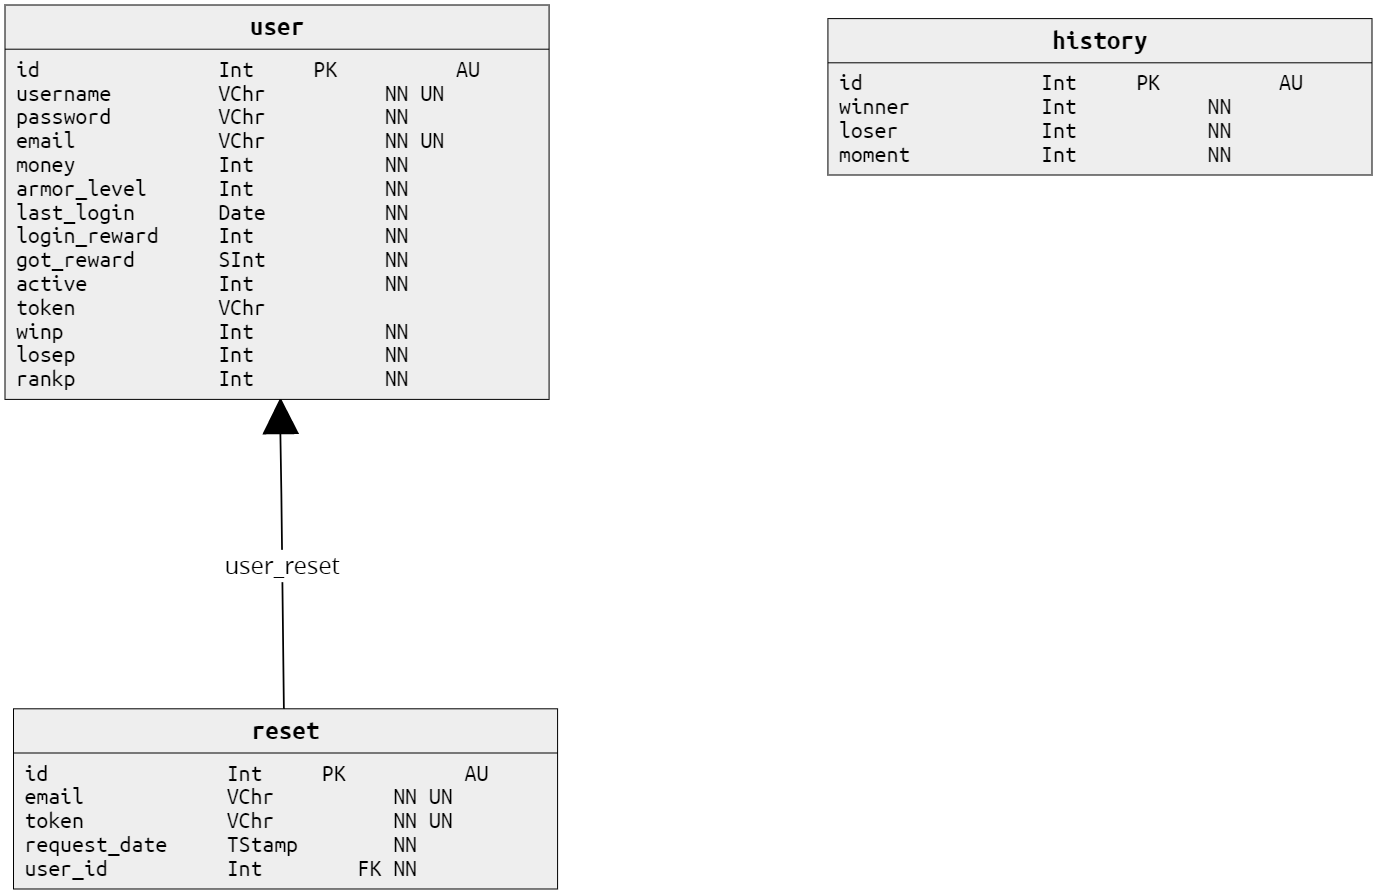 user
id Int PK AU
username VChr NN UN
password VChr NN
email VChr NN UN
money Int NN
armor_level Int NN
last_login Date NN
login_reward Int NN
got_reward SInt NN
active Int NN
token VChr
winp Int NN
losep Int NN
rankp Int NN
history
id Int PK AU
winner Int NN
loser Int NN
moment Int NN
user_reset
reset
id Int PK AU
email VChr NN UN
token VChr NN UN
request_date TStamp NN
user_id Int FK NN